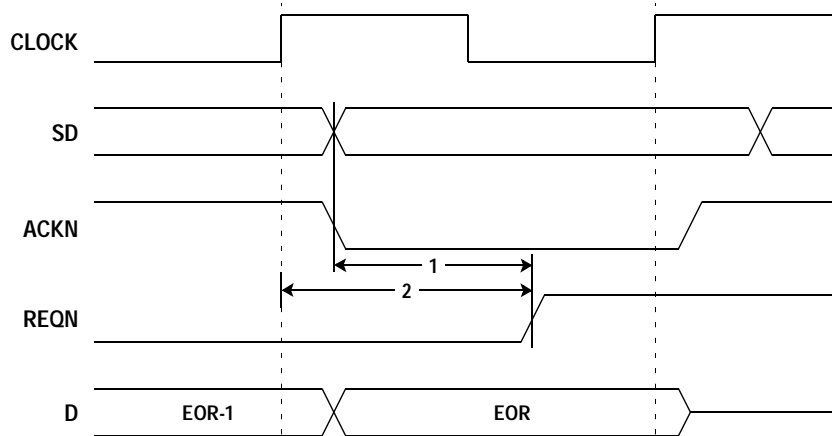 CLOCK
SD
ACKN
1
2
REQN
D
EOR-1
EOR